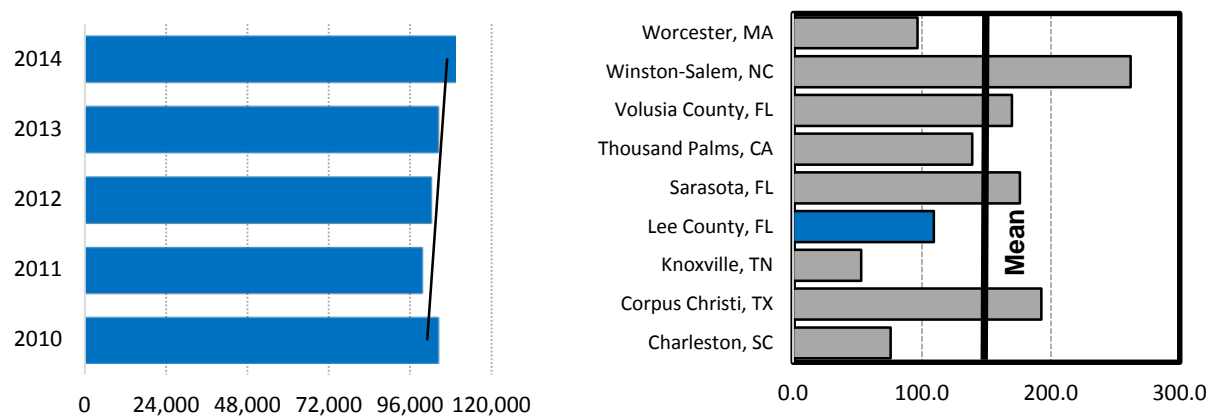 2014
2013
2012
2011
2010
0 24,000 48,000 72,000 96,000 120,000
Worcester, MA
Winston-Salem, NC
Volusia County, FL
Thousand Palms, CA
Sarasota, FL
Lee County, FL
Knoxville, TN
Corpus Christi, TX
Charleston, SC
Mean
0.0 100.0 200.0 300.0